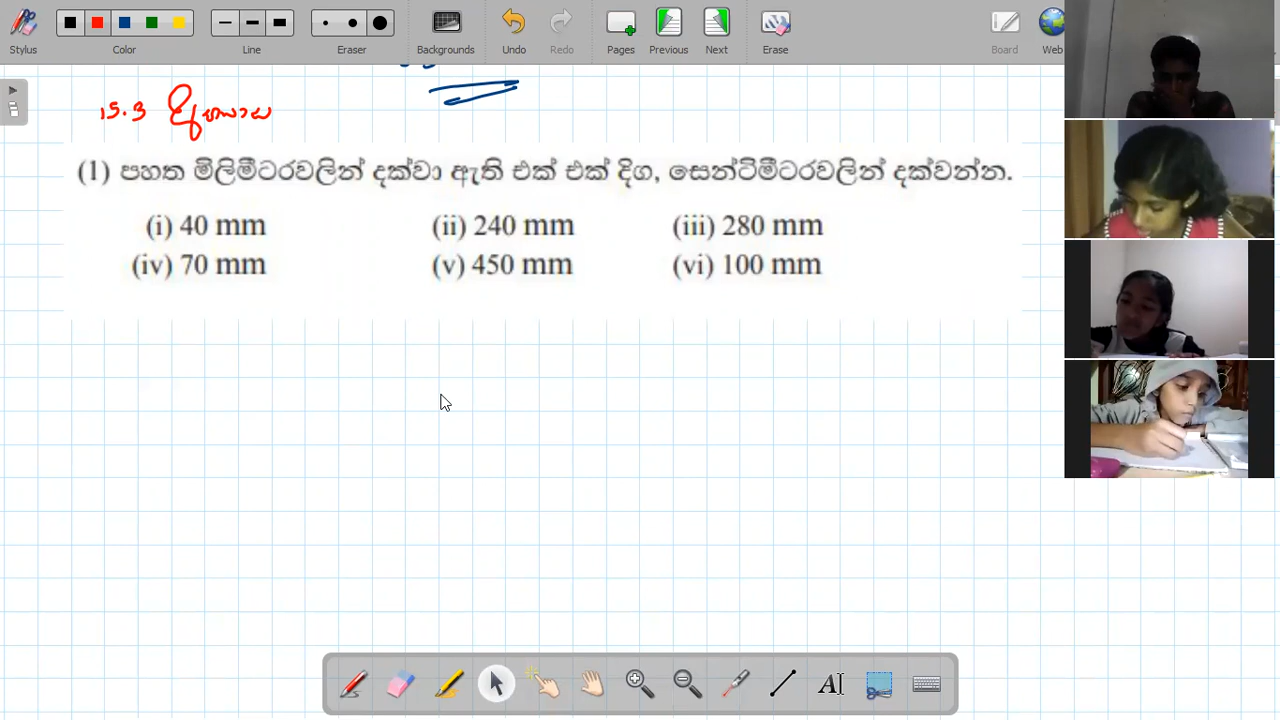 Stylus Color Line Eraser Backgrounds Undo Redo Pages Previous Next Erase Board Web
15.3 අභ්‍යාසය
(1) පහත මිලිමීටරවලින් දක්වා ඇති එක් එක් දිග, සෙන්ටිමීටරවලින් දක්වන්න.
(i) 40 mm (ii) 240 mm (iii) 280 mm
(iv) 70 mm (v) 450 mm (vi) 100 mm